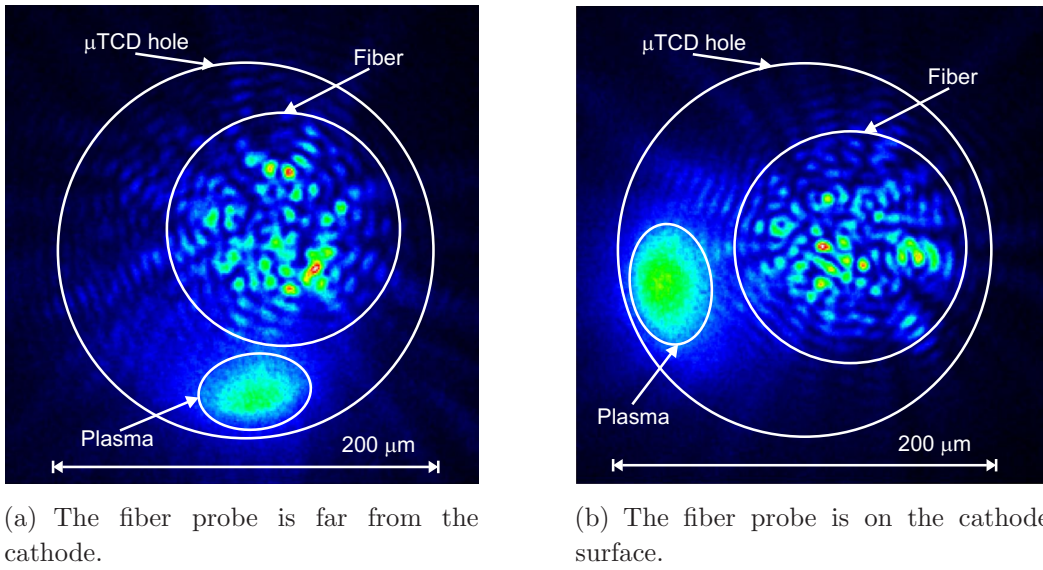 μTCD hole
Fiber
Plasma
200 μm
(a) The fiber probe is far from the
cathode.
μTCD hole
Fiber
Plasma
200 μm
(b) The fiber probe is on the cathode
surface.